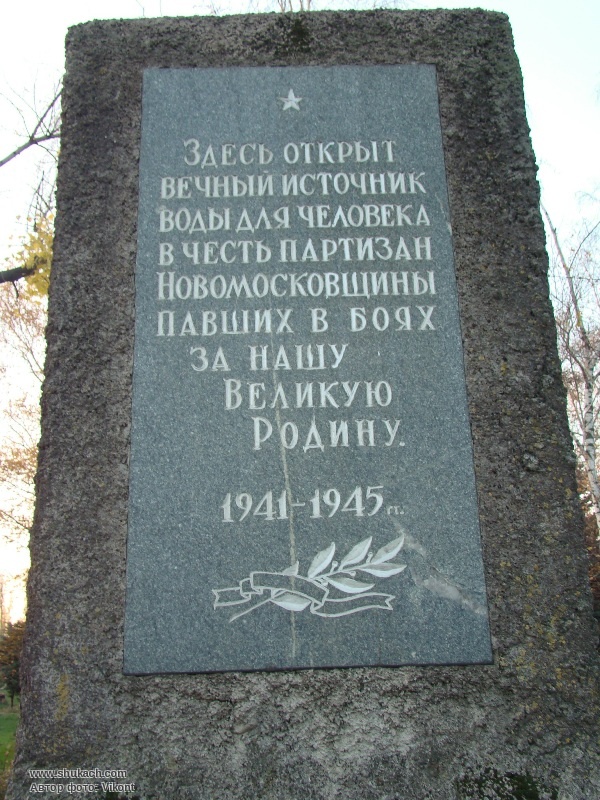 Здесь открыт
вечный источник
воды для человека
в честь партизан
Новомосковщины
павших в боях
за нашу
Великую
Родину.
1941-1945 гг.
www.shukach.com
Автор фото: Vikont